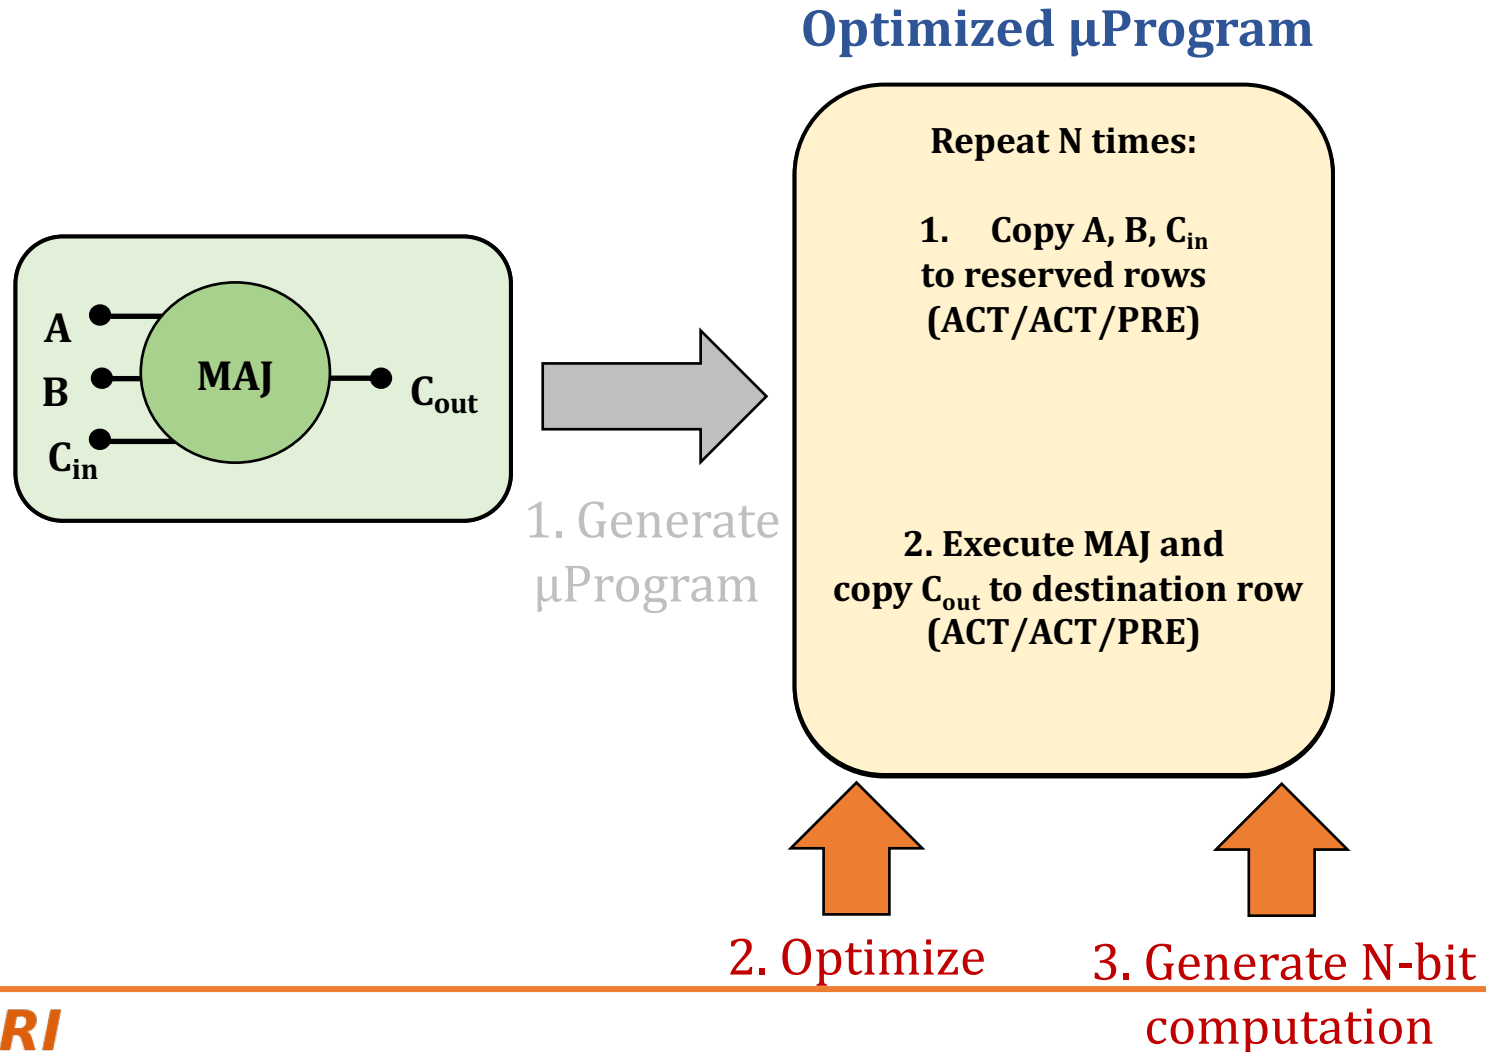 Optimized μProgram
Repeat N times:
1. Copy A, B, Cin
to reserved rows
(ACT/ACT/PRE)
A
B
Cin
MAJ
Cout
1. Generate
μProgram
2. Execute MAJ and
copy Cout to destination row
(ACT/ACT/PRE)
2. Optimize
3. Generate N-bit
computation
RI